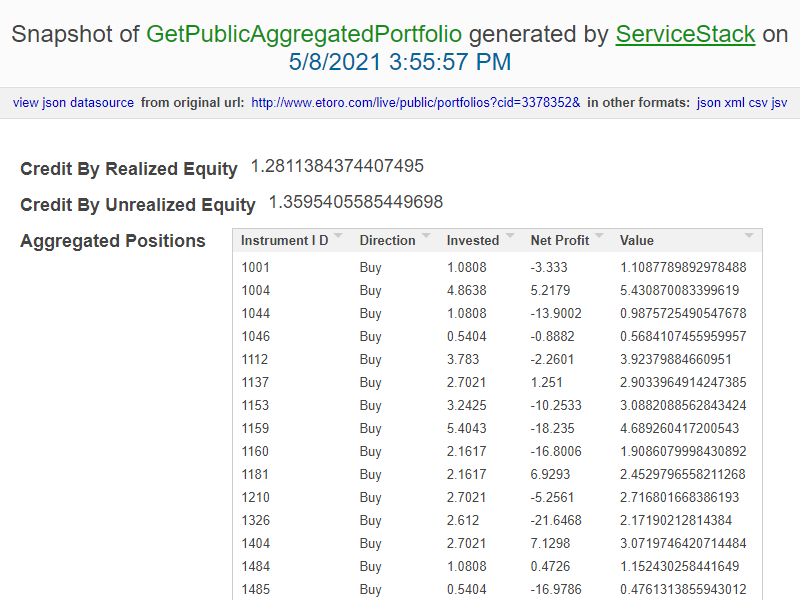 Snapshot of GetPublicAggregatedPortfolio generated by ServiceStack on
5/8/2021 3:55:57 PM
view json datasource from original url: http://www.etoro.com/live/public/portfolios?cid=3378352& in other formats: json xml csv jsv
Credit By Realized Equity 1.2811384374407495
Credit By Unrealized Equity 1.3595405585449698
Aggregated Positions Instrument I D Direction Invested Net Profit Value
1001 Buy 1.0808 -3.333 1.1087789892978488
1004 Buy 4.8638 5.2179 5.430870083399619
1044 Buy 1.0808 -13.9002 0.9875725490547678
1046 Buy 0.5404 -0.8882 0.5684107455959957
1112 Buy 3.783 -2.2601 3.92379884660951
1137 Buy 2.7021 1.251 2.9033964914247385
1153 Buy 3.2425 -10.2533 3.0882088562843424
1159 Buy 5.4043 -18.235 4.689260417200543
1160 Buy 2.1617 -16.8006 1.9086079998430892
1181 Buy 2.1617 6.9293 2.4529796558211268
1210 Buy 2.7021 -5.2561 2.716801668386193
1326 Buy 2.612 -21.6468 2.17190212814384
1404 Buy 2.7021 7.1298 3.0719746420714484
1484 Buy 1.0808 0.4726 1.152430258441649
1485 Buy 0.5404 -16.9786 0.4761313855943012